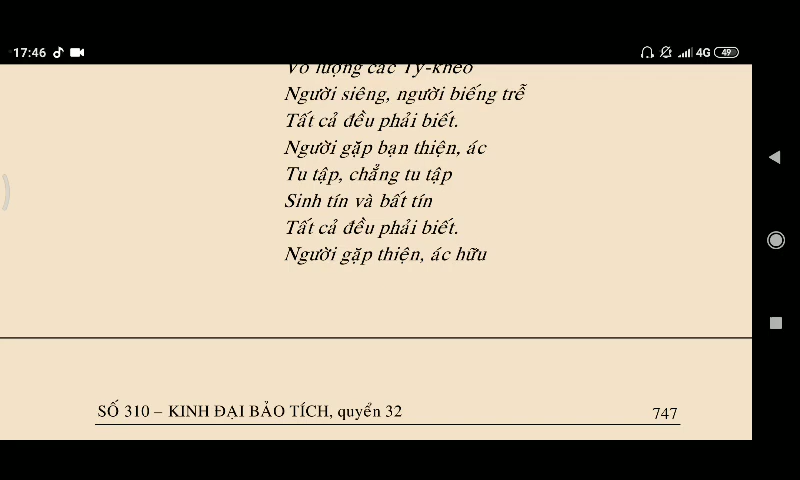 17:46
4G 49
Vô lượng các Tỳ-kheo
Người siêng, người biếng trễ
Tất cả đều phải biết.
Người gặp bạn thiện, ác
Tu tập, chẳng tu tập
Sinh tín và bất tín
Tất cả đều phải biết.
Người gặp thiện, ác hữu
SỐ 310 – KINH ĐẠI BẢO TÍCH, quyển 32
747